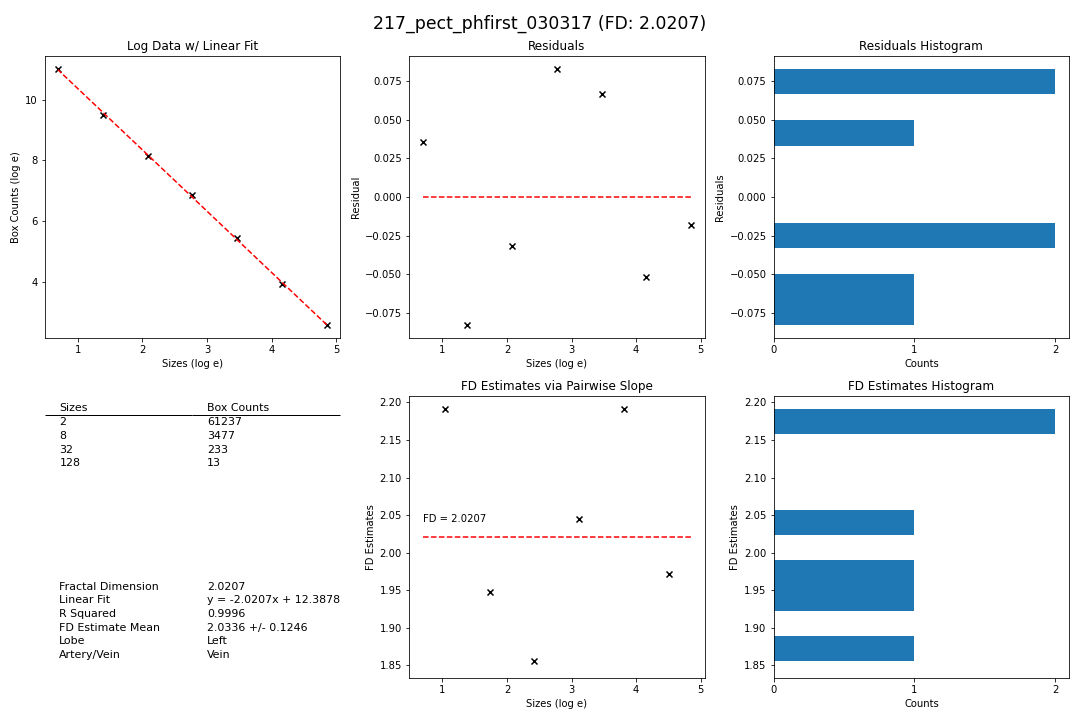 217_pect_phfirst_030317 (FD: 2.0207)
Log Data w/ Linear Fit
Box Counts (log e)
10
8
6
4
1 2 3 4 5
Sizes (log e)
Residuals
Residual
0.075
0.050
0.025
0.000
−0.025
−0.050
−0.075
1 2 3 4 5
Sizes (log e)
Residuals Histogram
Residuals
0.075
0.050
0.025
0.000
−0.025
−0.050
−0.075
0 1 2
Counts
Sizes Box Counts
2 61237
8 3477
32 233
128 13
Fractal Dimension 2.0207
Linear Fit y = -2.0207x + 12.3878
R Squared 0.9996
FD Estimate Mean 2.0336 +/- 0.1246
Lobe Left
Artery/Vein Vein
FD Estimates via Pairwise Slope
FD Estimates
2.20
2.15
2.10
2.05
2.00
1.95
1.90
1.85
FD = 2.0207
1 2 3 4 5
Sizes (log e)
FD Estimates Histogram
FD Estimates
2.20
2.15
2.10
2.05
2.00
1.95
1.90
1.85
0 1 2
Counts